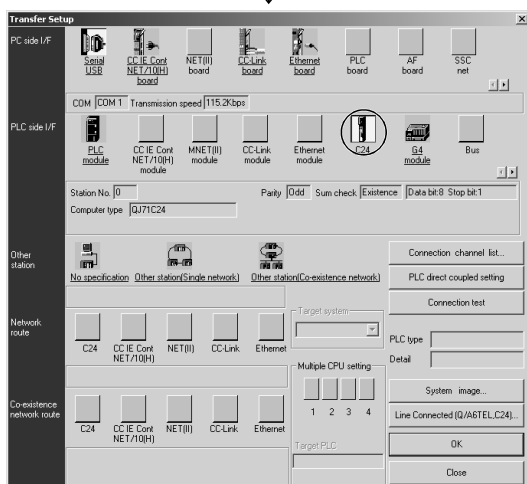 Transfer Setup
PC side I/F
Serial USB
CC IE Cont NET/10(H) board
NET(II) board
CC-Link board
Ethernet board
PLC board
AF board
SSC net
COM COM 1 Transmission speed 115.2Kbps
PLC side I/F
PLC module
CC IE Cont NET/10(H) module
MNET(II) module
CC-Link module
Ethernet module
C24
G4 module
Bus
Station No. 0 Parity Odd Sum check Existence Data bit:8 Stop bit:1
Computer type QJ71C24
Other station
No specification
Other station(Single network)
Other station(Co-existence network)
Connection channel list...
PLC direct coupled setting
Connection test
Target system
PLC type
Detail
Network route
C24
CC IE Cont NET/10(H)
NET(II)
CC-Link
Ethernet
Multiple CPU setting
1 2 3 4
Target PLC
System image...
Line Connected (Q/A6TEL,C24)...
OK
Close
Co-existence network route
C24
CC IE Cont NET/10(H)
NET(II)
CC-Link
Ethernet